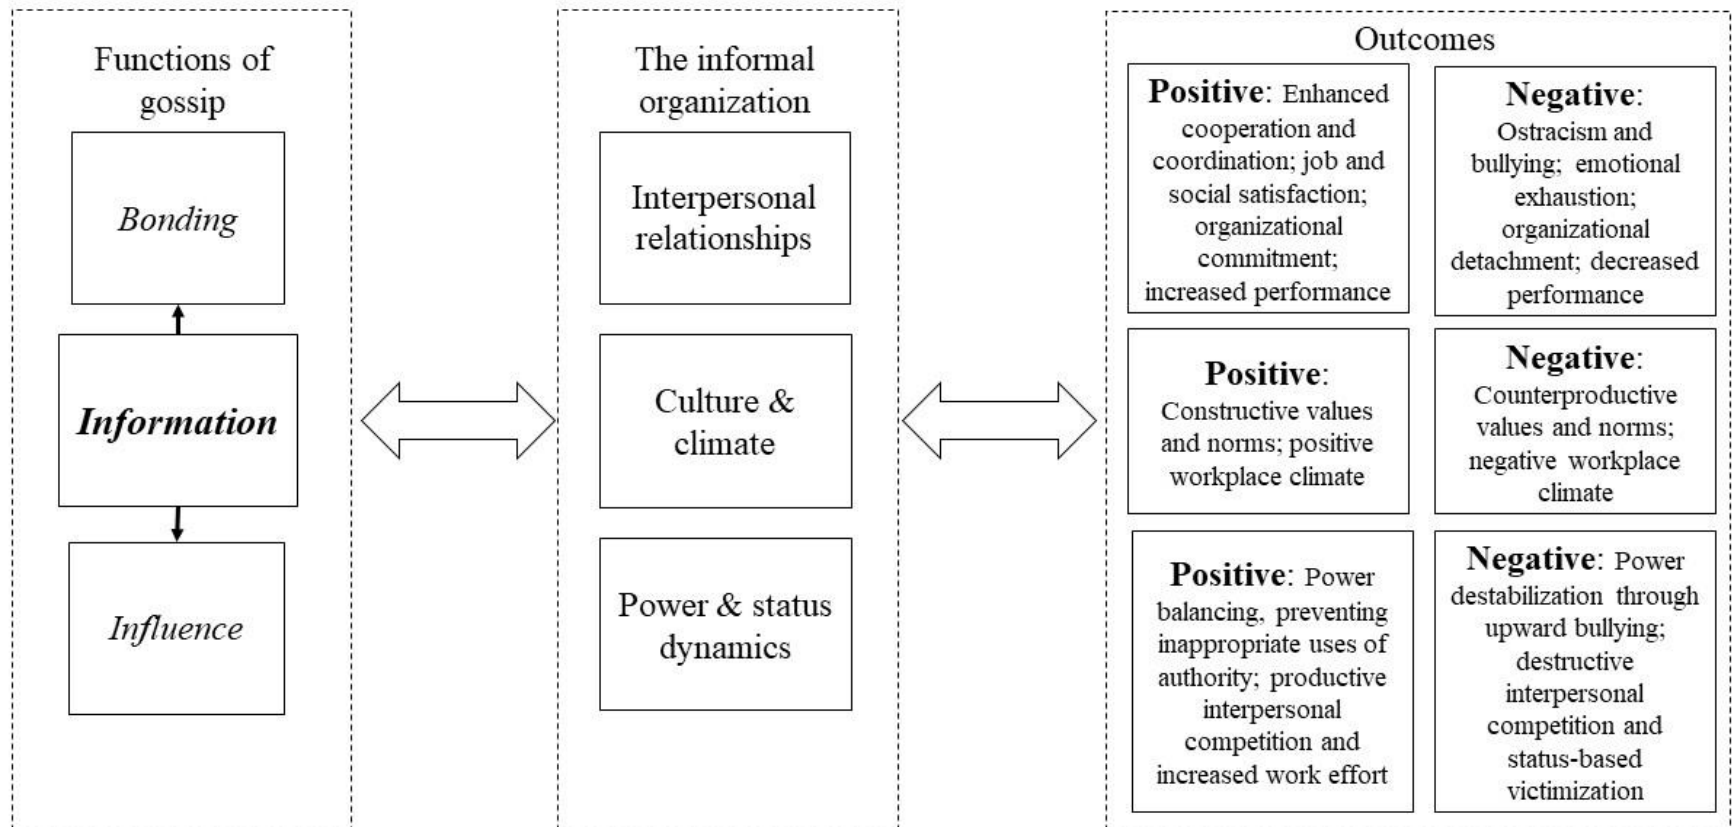 Functions of
gossip
Bonding
Information
Influence
The informal
organization
Interpersonal
relationships
Culture &
climate
Power & status
dynamics
Outcomes
Positive: Enhanced
cooperation and
coordination; job and
social satisfaction;
organizational
commitment;
increased performance
Negative:
Ostracism and
bullying; emotional
exhaustion;
organizational
detachment; decreased
performance
Positive:
Constructive values
and norms; positive
workplace climate
Negative:
Counterproductive
values and norms;
negative workplace
climate
Positive: Power
balancing, preventing
inappropriate uses of
authority; productive
interpersonal
competition and
increased work effort
Negative: Power
destabilization through
upward bullying;
destructive
interpersonal
competition and
status-based
victimization